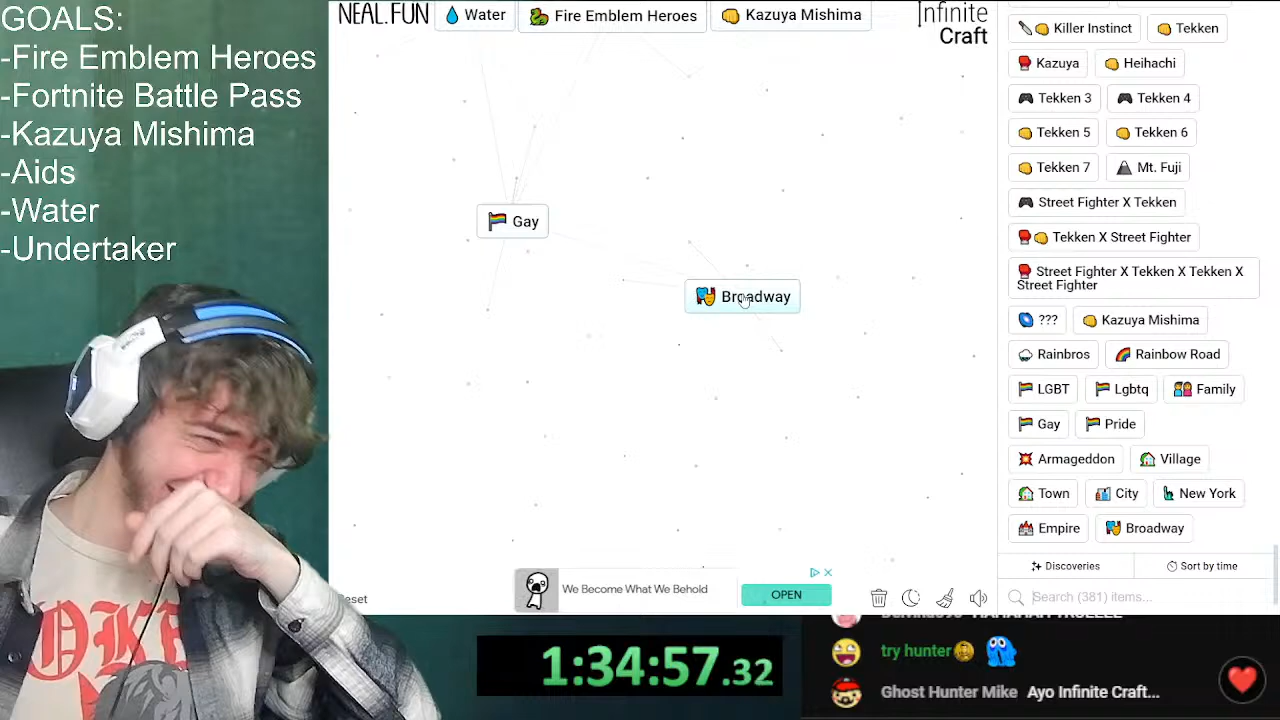 GOALS:
-Fire Emblem Heroes
-Fortnite Battle Pass
-Kazuya Mishima
-Aids
-Water
-Undertaker
NEAL.FUN
Water
Fire Emblem Heroes
Kazuya Mishima
Infinite
Craft
Gay
Broadway
Killer Instinct
Tekken
Kazuya
Heihachi
Tekken 3
Tekken 4
Tekken 5
Tekken 6
Tekken 7
Mt. Fuji
Street Fighter X Tekken
Tekken X Street Fighter
Street Fighter X Tekken X Tekken X
Street Fighter
???
Kazuya Mishima
Rainbros
Rainbow Road
LGBT
Lgbtq
Family
Gay
Pride
Armageddon
Village
Town
City
New York
Empire
Broadway
Discoveries
Sort by time
Search (381) items...
We Become What We Behold
OPEN
1:34:57.32
try hunter
Ghost Hunter Mike Ayo Infinite Craft...